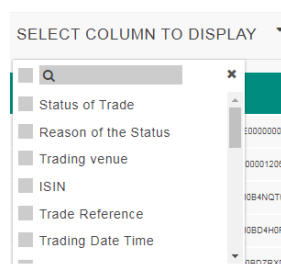 SELECT COLUMN TO DISPLAY
Status of Trade
Reason of the Status
Trading venue
ISIN
Trade Reference
Trading Date Time